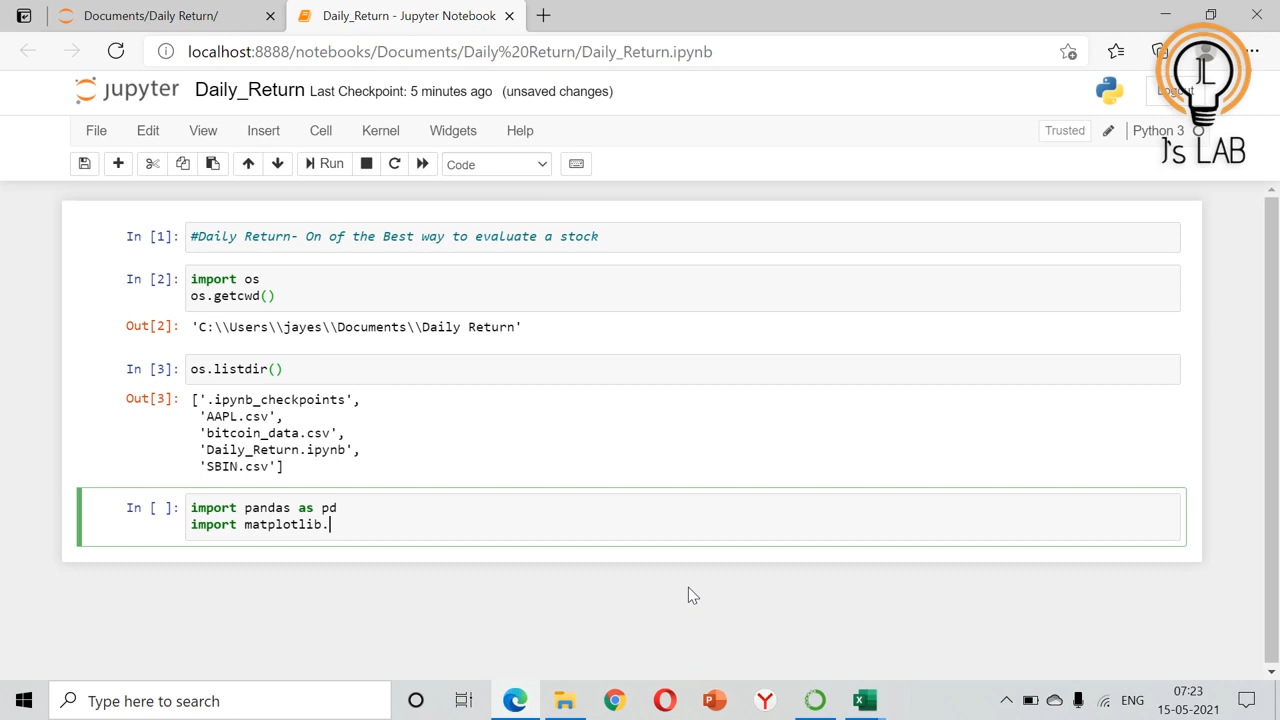 Documents/Daily Return/
Daily_Return - Jupyter Notebook
localhost:8888/notebooks/Documents/Daily%20Return/Daily_Return.ipynb
jupyter Daily_Return Last Checkpoint: 5 minutes ago (unsaved changes)
Logout
JL
J's LAB
File Edit View Insert Cell Kernel Widgets Help
Trusted
Python 3
Run
Code
In [1]: #Daily Return- On of the Best way to evaluate a stock
In [2]: import os
os.getcwd()
Out[2]: 'C:\\Users\\jayes\\Documents\\Daily Return'
In [3]: os.listdir()
Out[3]: ['.ipynb_checkpoints',
'AAPL.csv',
'bitcoin_data.csv',
'Daily_Return.ipynb',
'SBIN.csv']
In [ ]: import pandas as pd
import matplotlib.
Type here to search
ENG
07:23
15-05-2021